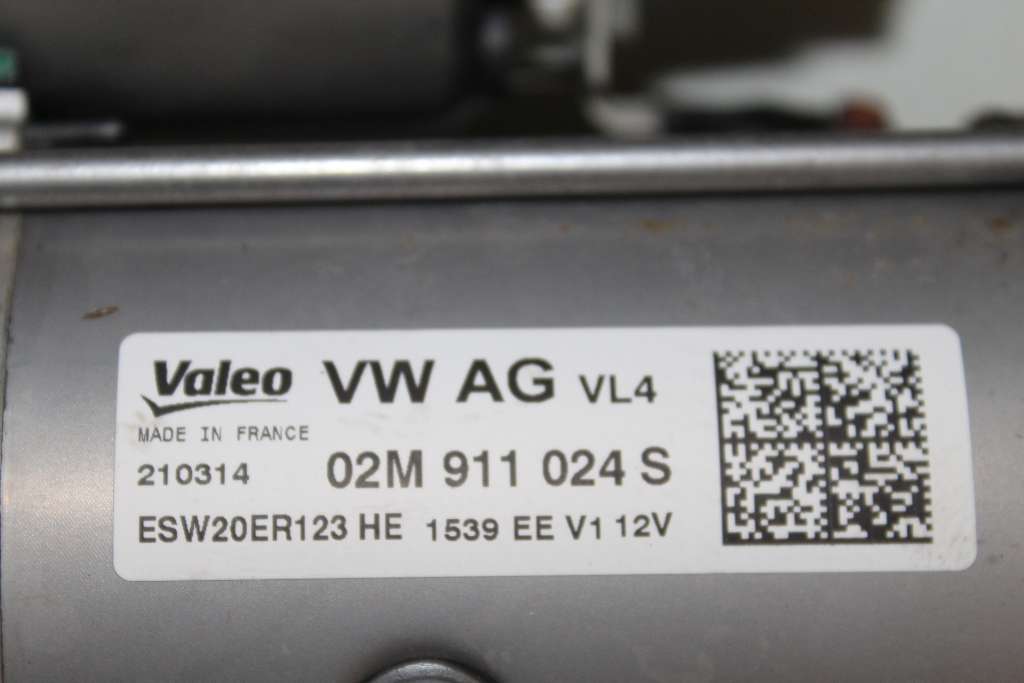 Valeo VW AG VL4
MADE IN FRANCE
210314 02M 911 024 S
ESW20ER123 HE 1539 EE V1 12V